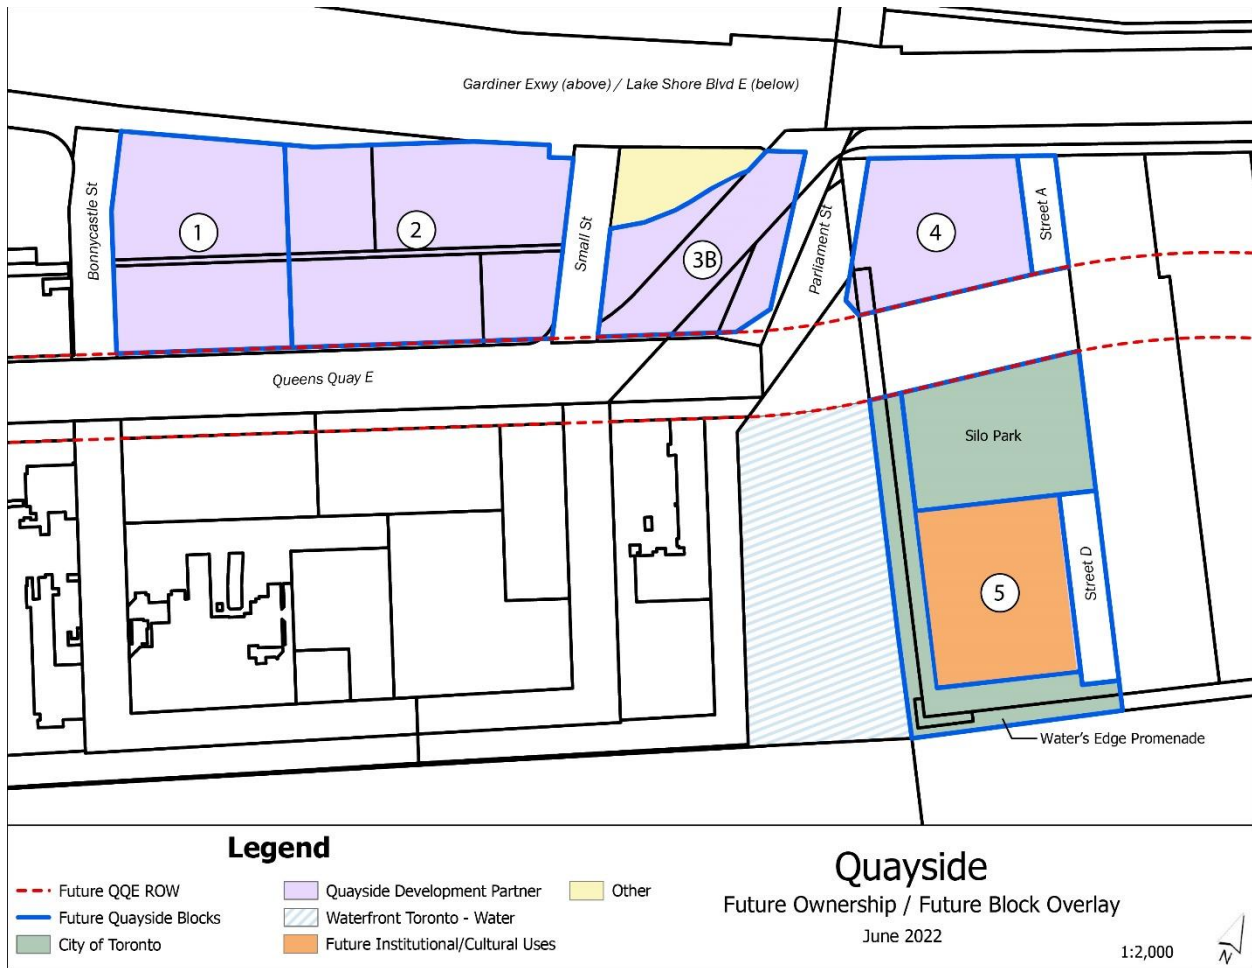 Gardiner Exwy (above) / Lake Shore Blvd E (below)
Bonnycastle St
1
2
Small St
3B
Parliament St
4
Street A
Queens Quay E
Silo Park
5
Street D
Water's Edge Promenade
Legend
Future QQE ROW
Future Quayside Blocks
City of Toronto
Quayside Development Partner
Waterfront Toronto - Water
Future Institutional/Cultural Uses
Other
Quayside
Future Ownership / Future Block Overlay
June 2022
1:2,000
N